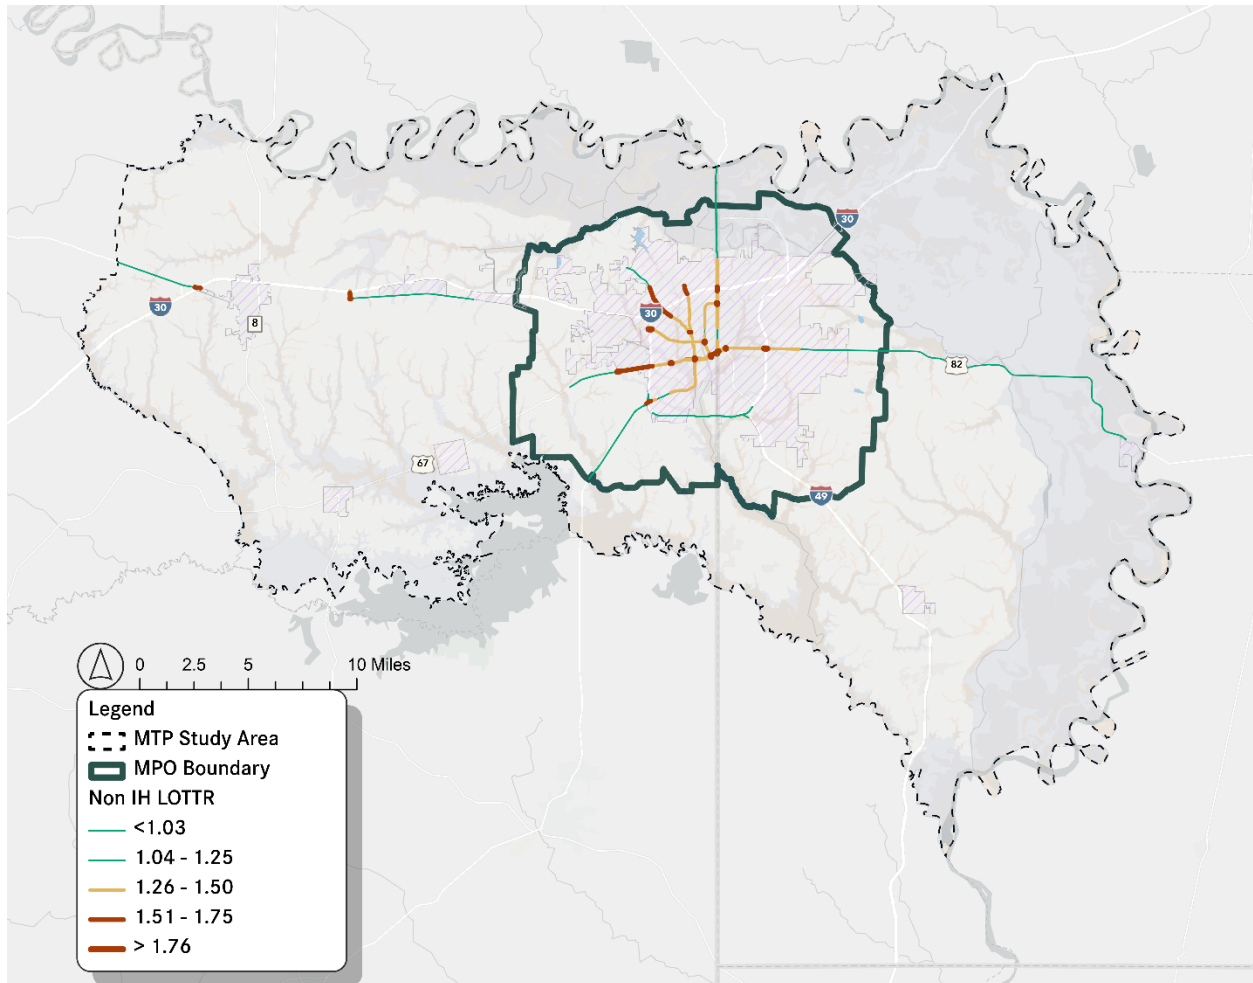 30
30
30
8
82
67
49
0 2.5 5 10 Miles
Legend
MTP Study Area
MPO Boundary
Non IH LOTTR
<1.03
1.04 - 1.25
1.26 - 1.50
1.51 - 1.75
> 1.76